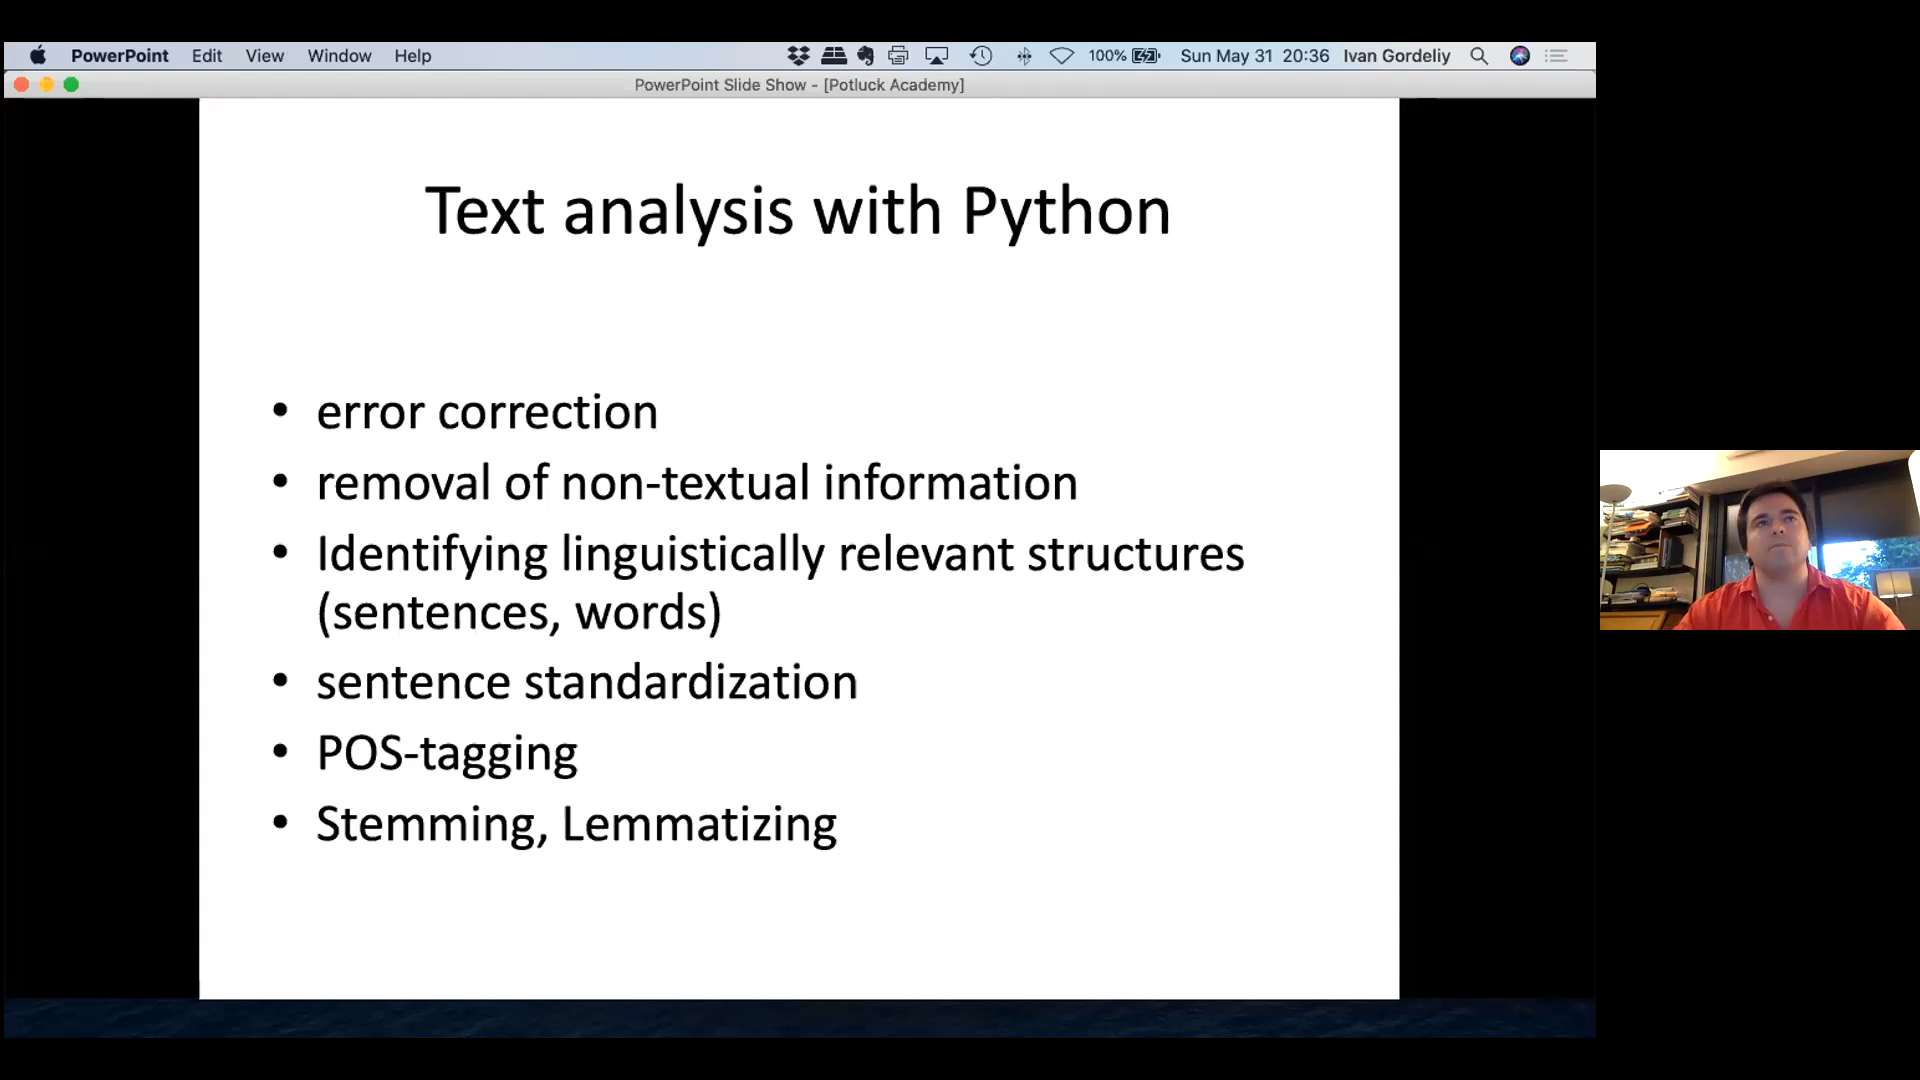 PowerPoint Edit View Window Help 100% Sun May 31 20:36 Ivan Gordeliy
PowerPoint Slide Show - [Potluck Academy]
Text analysis with Python
• error correction
• removal of non-textual information
• Identifying linguistically relevant structures
(sentences, words)
• sentence standardization
• POS-tagging
• Stemming, Lemmatizing